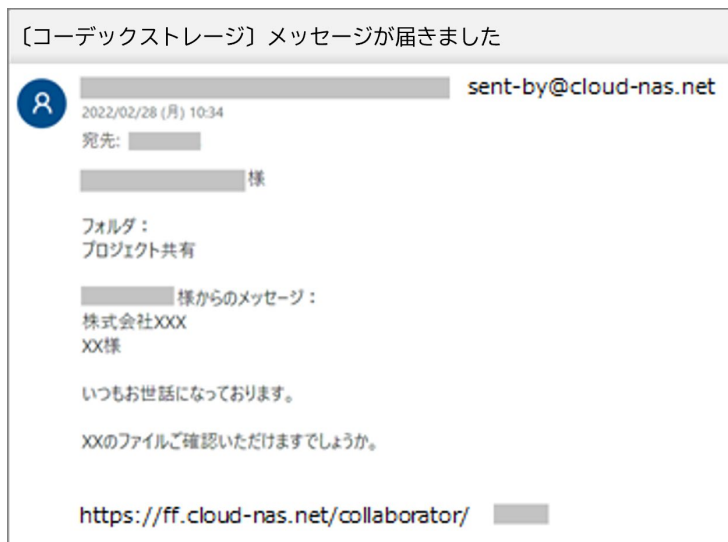 〔コーデックストレージ〕メッセージが届きました
sent-by@cloud-nas.net
2022/02/28 (月) 10:34
宛先:
様
フォルダ：
プロジェクト共有
様からのメッセージ：
株式会社XXX
XX様
いつもお世話になっております。
XXのファイルご確認いただけますでしょうか。
https://ff.cloud-nas.net/collaborator/